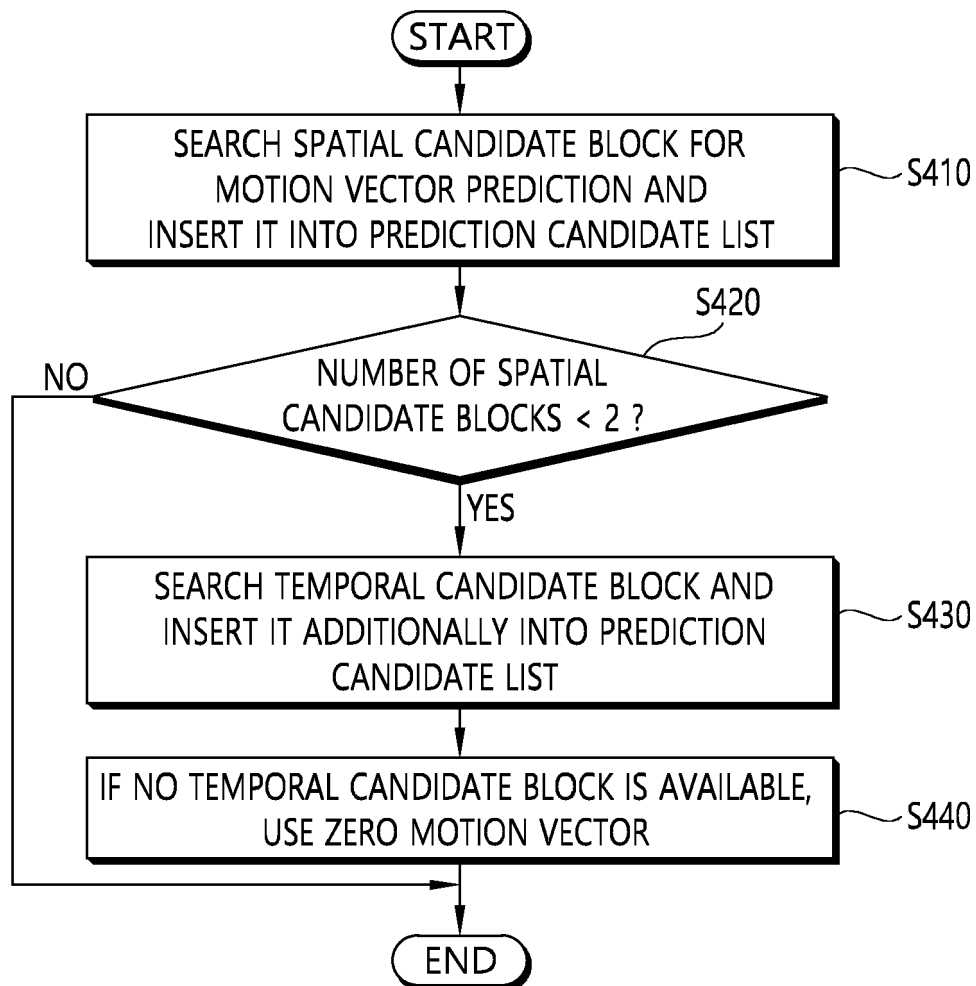 START
SEARCH SPATIAL CANDIDATE BLOCK FOR
MOTION VECTOR PREDICTION AND
INSERT IT INTO PREDICTION CANDIDATE LIST
S410
S420
NUMBER OF SPATIAL
CANDIDATE BLOCKS < 2 ?
NO
YES
SEARCH TEMPORAL CANDIDATE BLOCK AND
INSERT IT ADDITIONALLY INTO PREDICTION
CANDIDATE LIST
S430
IF NO TEMPORAL CANDIDATE BLOCK IS AVAILABLE,
USE ZERO MOTION VECTOR
S440
END